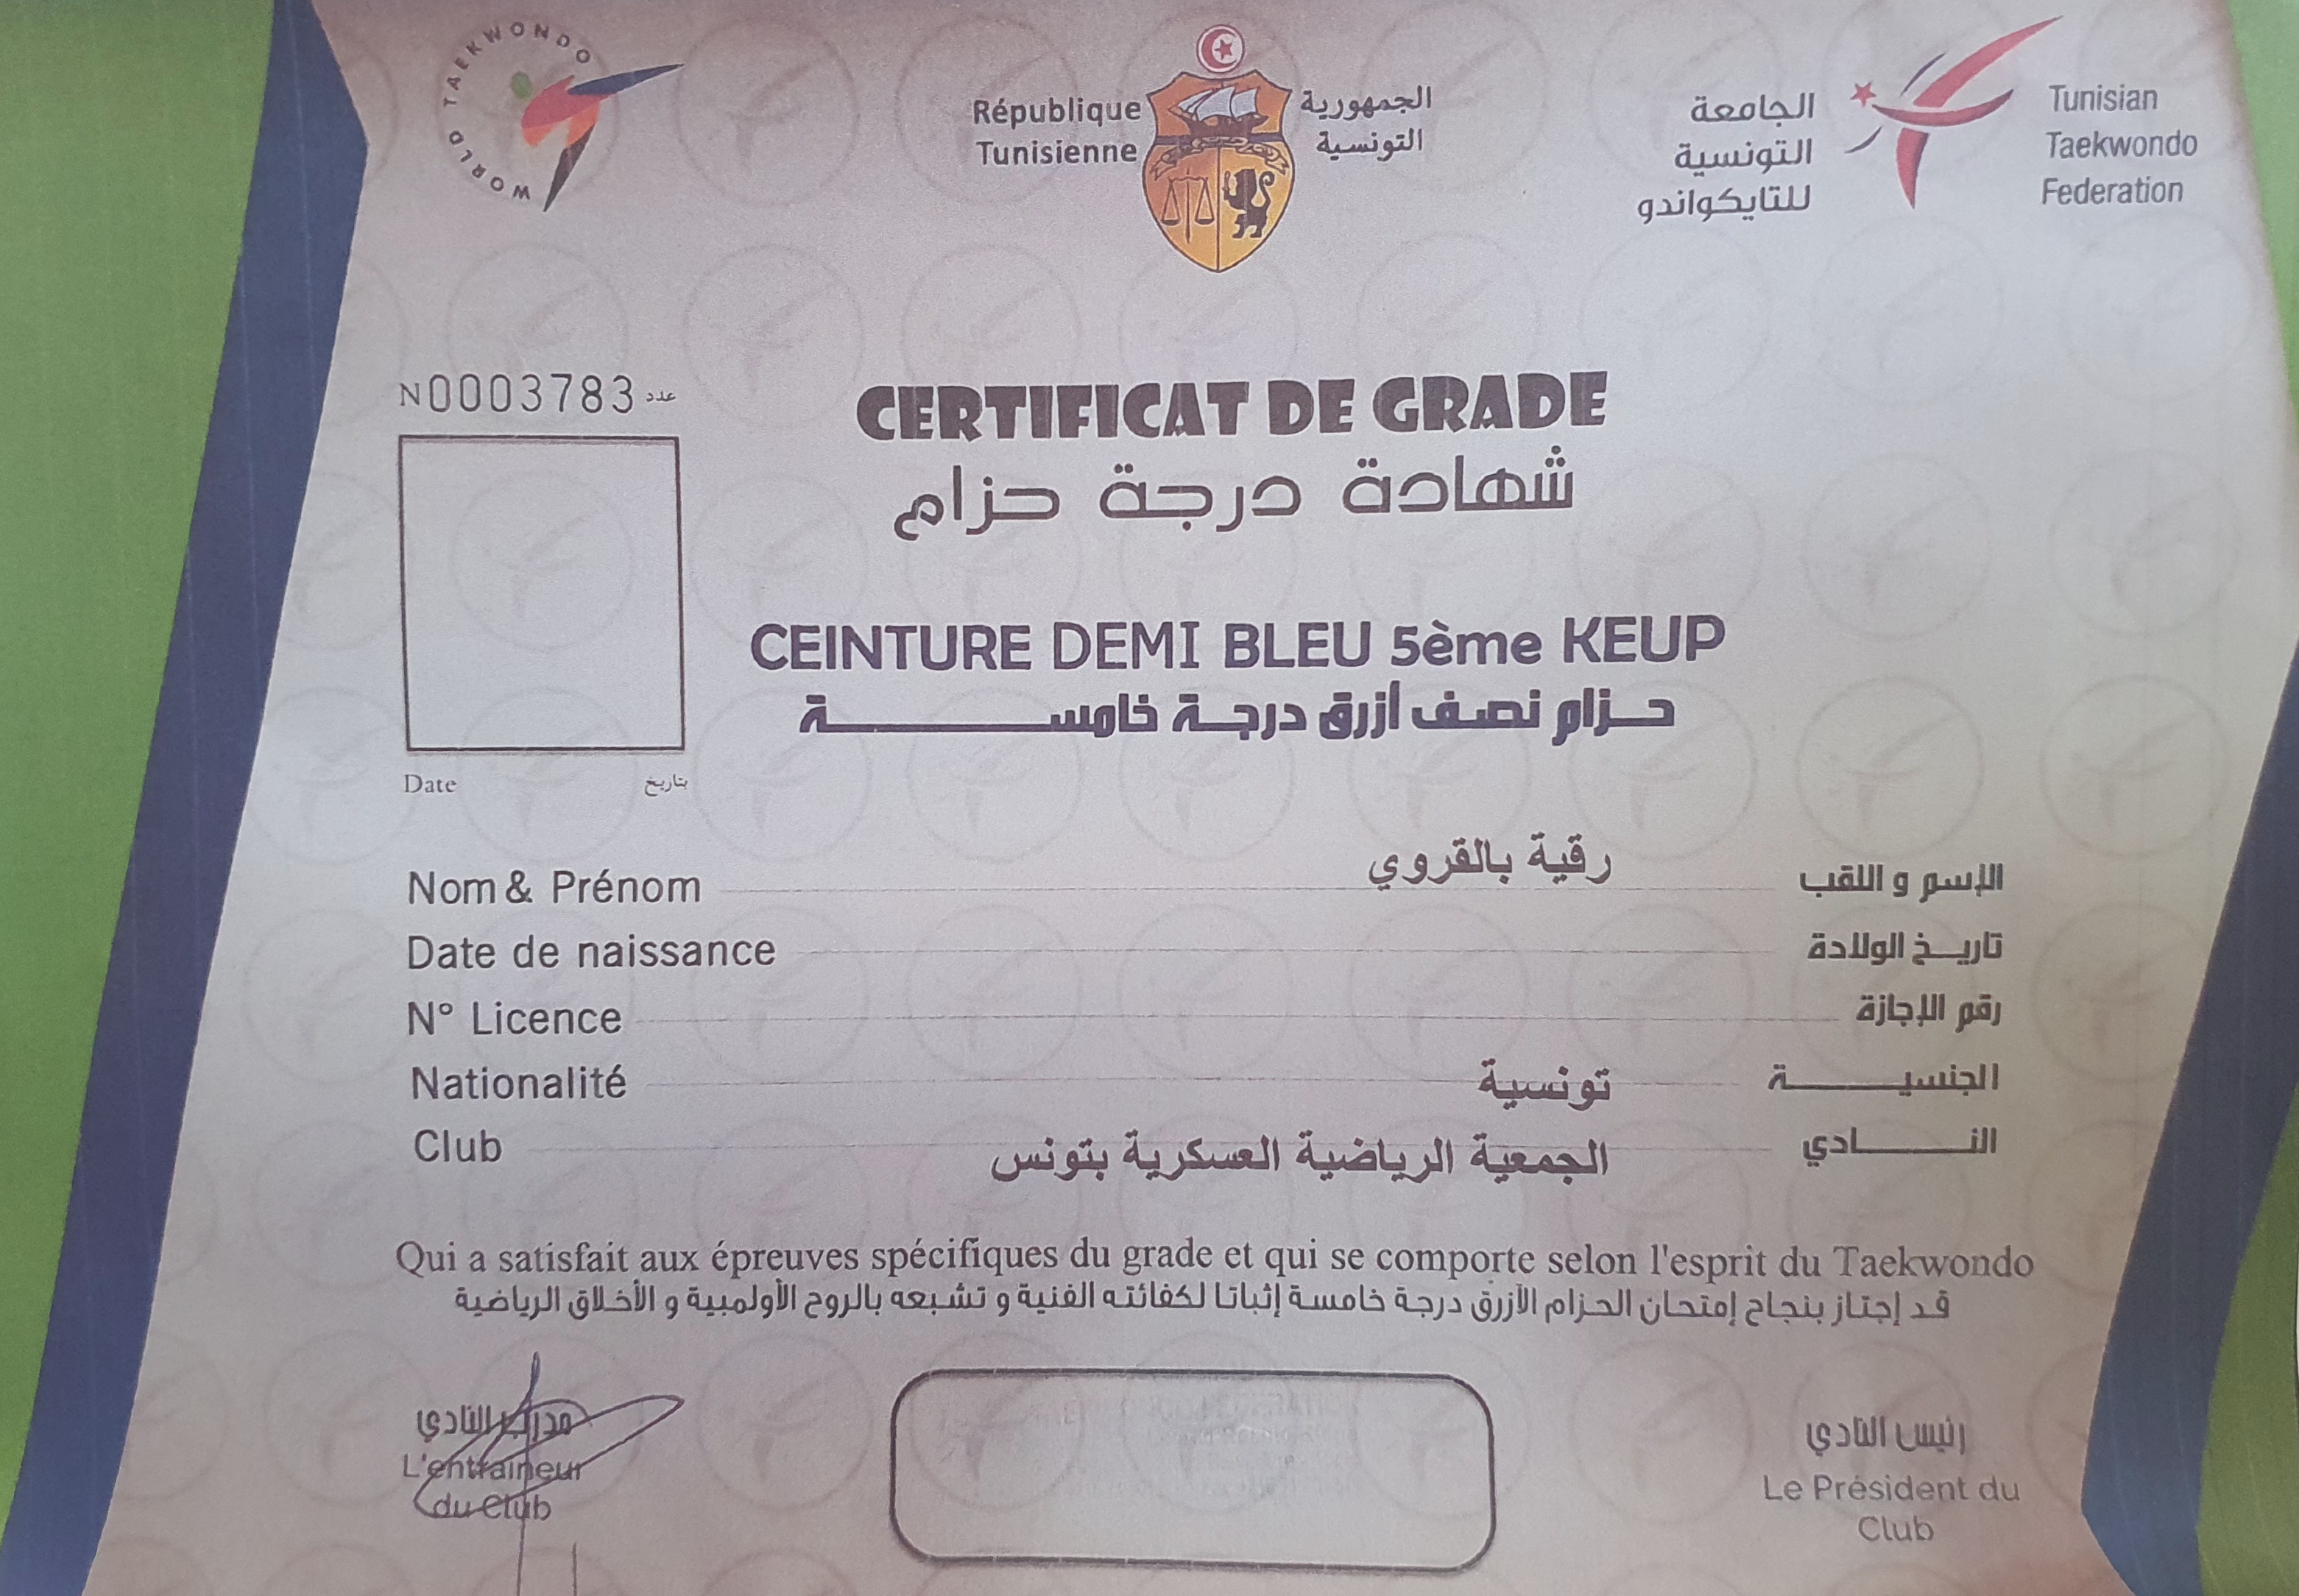 WORLD TAEKWONDO
République
Tunisienne
الجمهورية
التونسية
الجامعة
التونسية
للتايكواندو
Tunisian
Taekwondo
Federation
N0003783 عدد
CERTIFICAT DE GRADE
شهادة درجة حزام
CEINTURE DEMI BLEU 5ème KEUP
حزام نصف أزرق درجة خامسة
Date بتاريخ
Nom & Prénom رقية بالقروي الإسم و اللقب
Date de naissance تاريخ الولادة
N° Licence رقم الإجازة
Nationalité تونسية الجنسية
Club الجمعية الرياضية العسكرية بتونس النادي
Qui a satisfait aux épreuves spécifiques du grade et qui se comporte selon l'esprit du Taekwondo
قد إجتاز بنجاح إمتحان الحزام الأزرق درجة خامسة إثباتا لكفائته الفنية و تشبعه بالروح الأولمبية و الأخلاق الرياضية
مدرب النادي
L'entraineur
du Club
رئيس النادي
Le Président du
Club